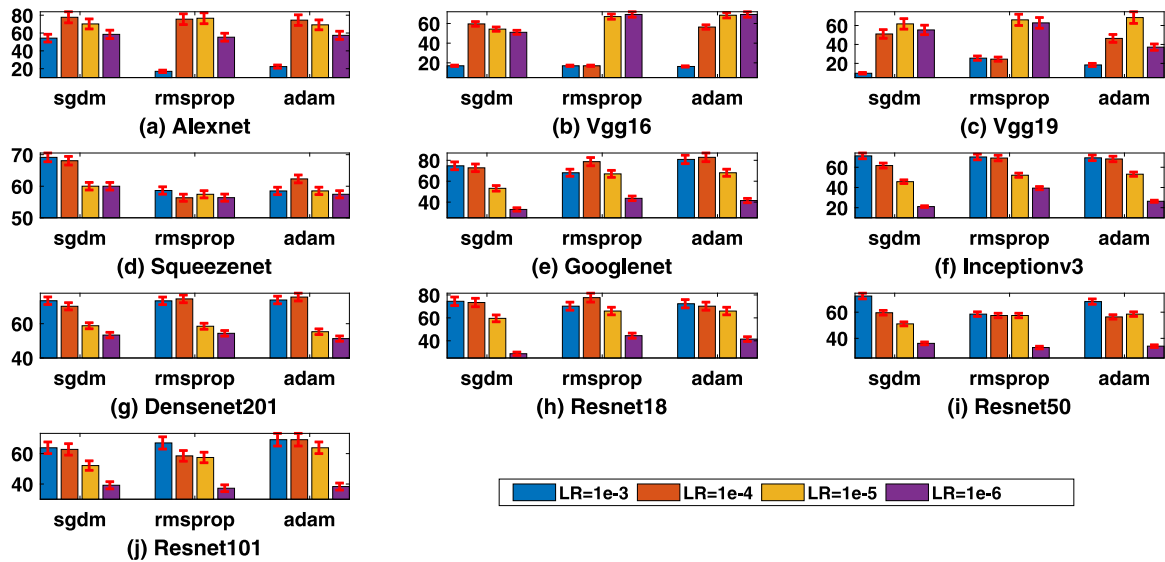 80
60
40
20
sgdm rmsprop adam
(a) Alexnet
60
40
20
sgdm rmsprop adam
(b) Vgg16
60
40
20
sgdm rmsprop adam
(c) Vgg19
70
60
50
sgdm rmsprop adam
(d) Squeezenet
80
60
40
sgdm rmsprop adam
(e) Googlenet
60
40
20
sgdm rmsprop adam
(f) Inceptionv3
60
40
sgdm rmsprop adam
(g) Densenet201
80
60
40
sgdm rmsprop adam
(h) Resnet18
60
40
sgdm rmsprop adam
(i) Resnet50
60
40
sgdm rmsprop adam
(j) Resnet101
LR=1e-3 LR=1e-4 LR=1e-5 LR=1e-6